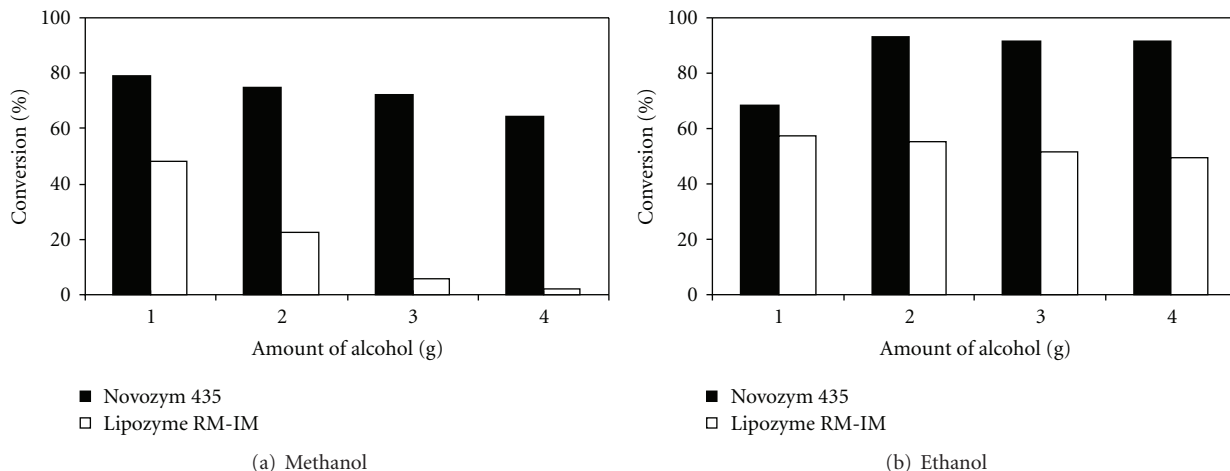 100
80
60
40
20
0
Conversion (%)
1 2 3 4
Amount of alcohol (g)
Novozym 435
Lipozyme RM-IM
(a) Methanol
100
80
60
40
20
0
Conversion (%)
1 2 3 4
Amount of alcohol (g)
Novozym 435
Lipozyme RM-IM
(b) Ethanol